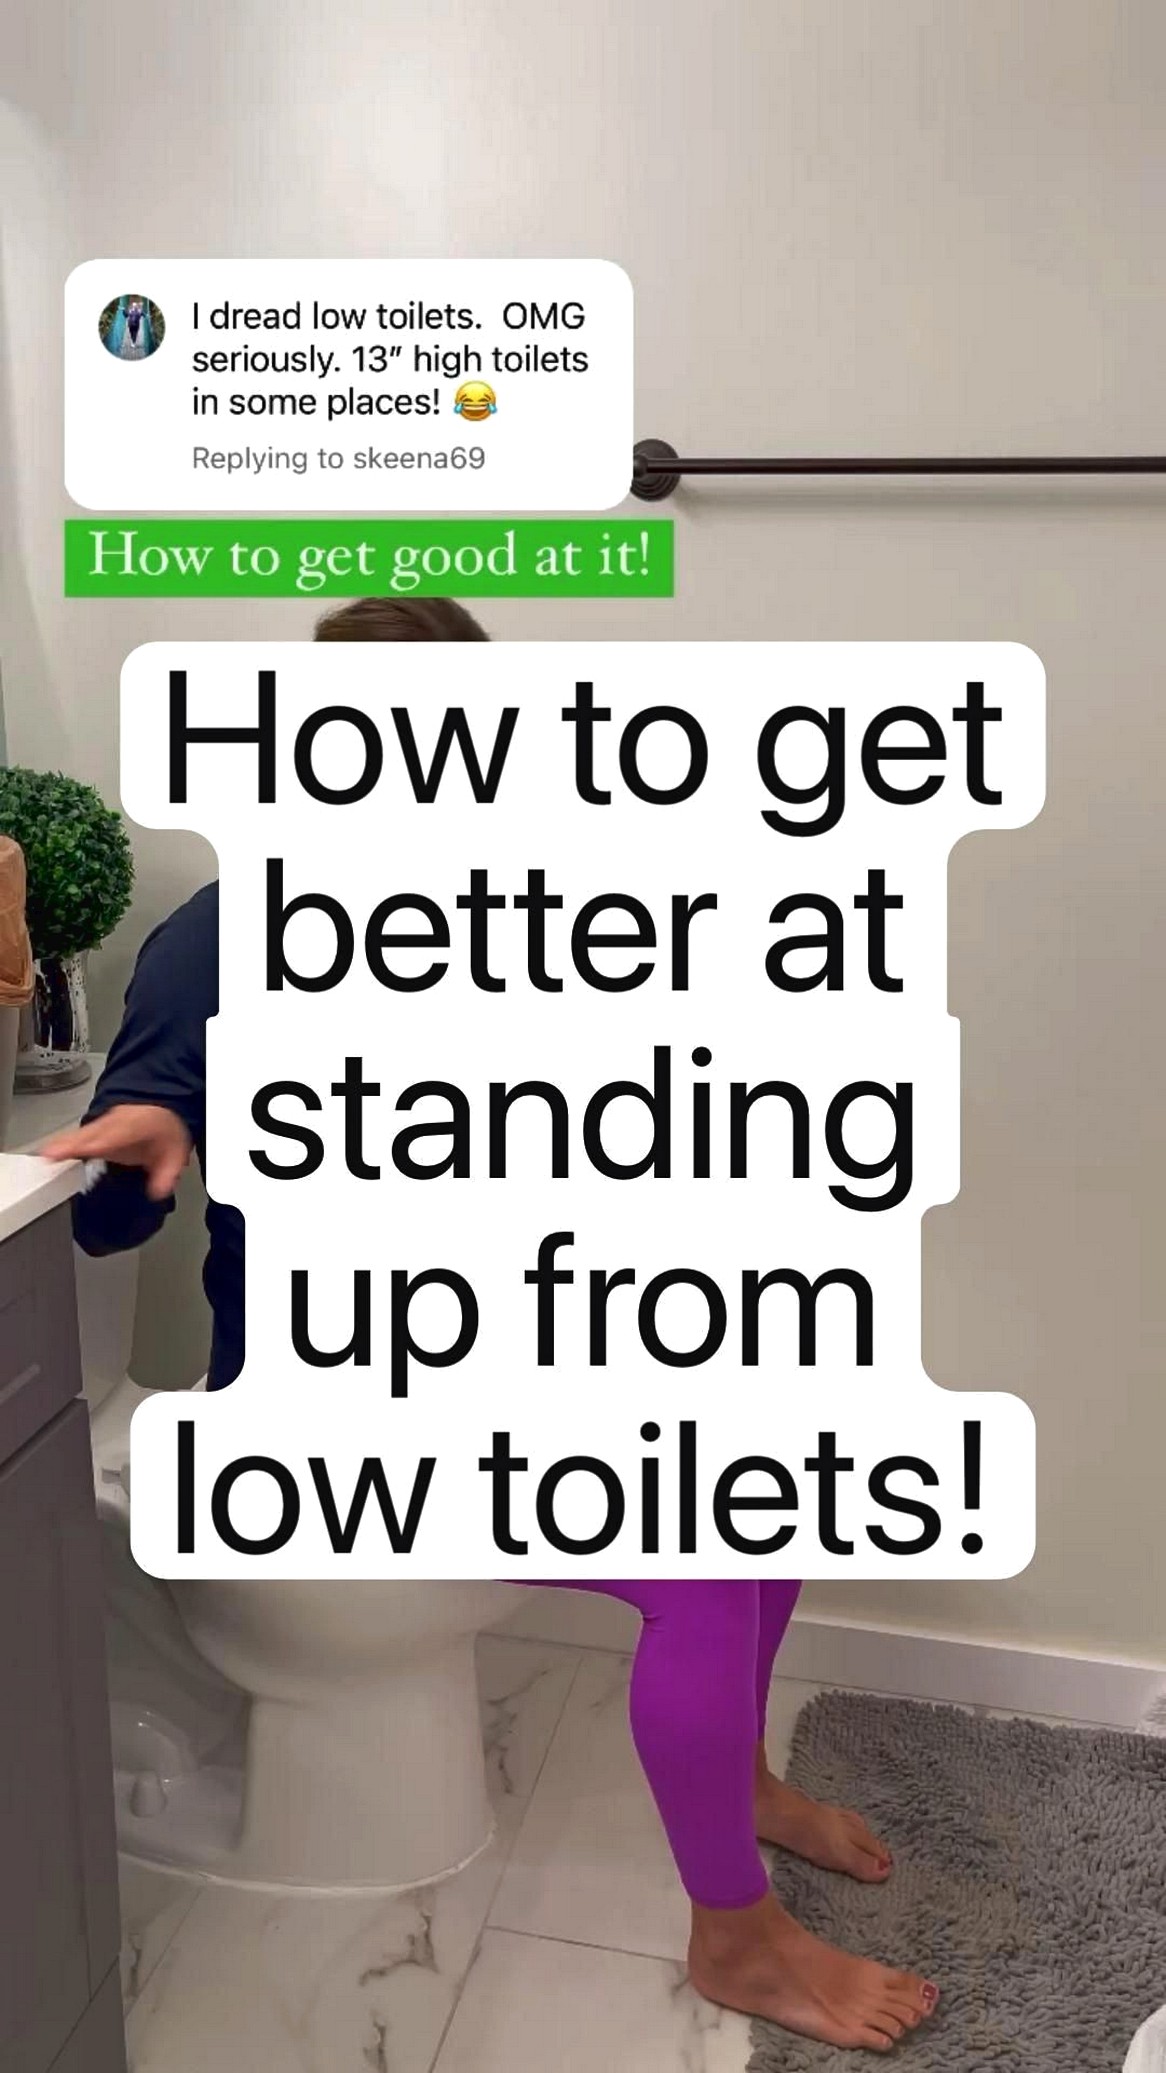 I dread low toilets.  OMG
seriously. 13” high toilets
in some places! 😂
Replying to skeena69
How to get good at it!
How to get
better at
standing
up from
low toilets!